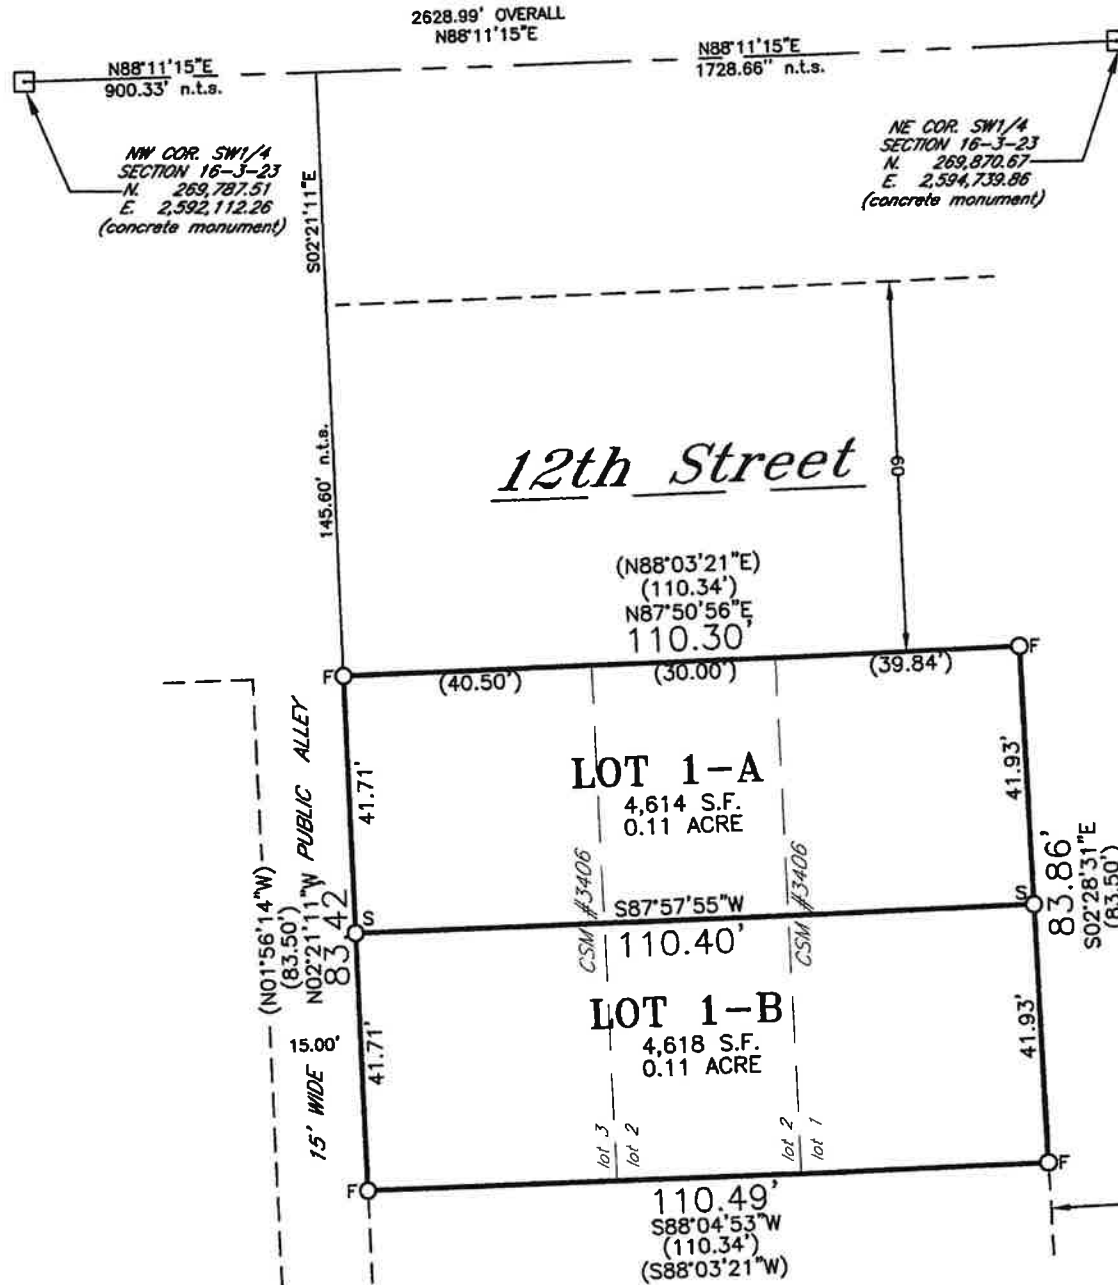 2628.99' OVERALL
N88°11'15"E
N88°11'15"E
900.33' n.t.s.
N88°11'15"E
1728.66" n.t.s.
NW COR. SW1/4
SECTION 16-3-23
N. 269,787.51
E. 2,592,112.26
(concrete monument)
NE COR. SW1/4
SECTION 16-3-23
N. 269,870.67
E. 2,594,739.86
(concrete monument)
S02°21'11"E
145.60' n.t.s.
12th Street
60
(N88°03'21"E)
(110.34')
N87°50'56"E
110.30'
F
F
(40.50')
(30.00')
(39.84')
LOT 1-A
4,614 S.F.
0.11 ACRE
41.71'
41.93'
CSM #3406
CSM #3406
S87°57'55"W
110.40'
S
S
(N01°56'14"W)
(83.50')
N02°21'11"W
83.42
15' WIDE PUBLIC ALLEY
15.00'
83.86'
S02°28'31"E
(83.50')
LOT 1-B
4,618 S.F.
0.11 ACRE
41.71'
41.93'
lot 3
lot 2
lot 2
lot 1
F
F
110.49'
S88°04'53"W
(110.34')
(S88°03'21"W)